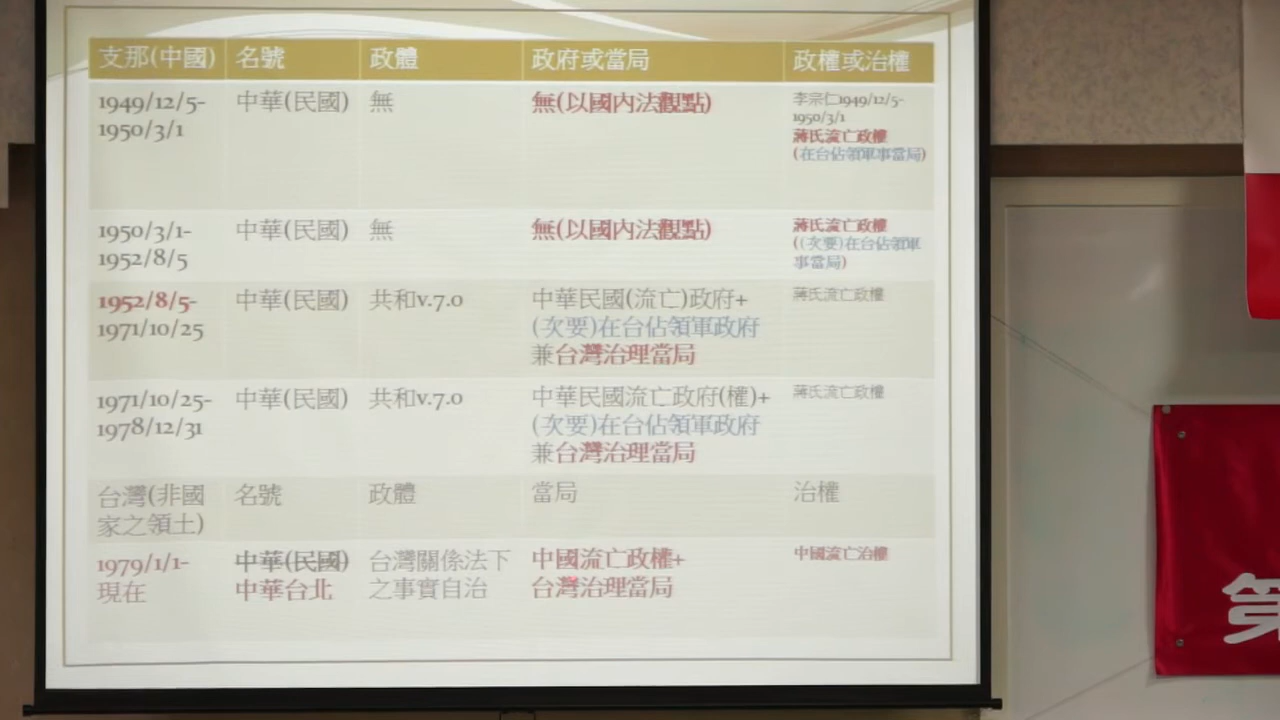 支那(中國) 名號 政體 政府或當局 政權或治權
1949/12/5- 中華(民國) 無 無(以國內法觀點) 李宗仁1949/12/5-
1950/3/1 1950/3/1
蔣氏流亡政權
(在台佔領軍事當局)
1950/3/1- 中華(民國) 無 無(以國內法觀點) 蔣氏流亡政權
1952/8/5 ((次要)在台佔領軍
事當局)
1952/8/5- 中華(民國) 共和v.7.0 中華民國(流亡)政府+ 蔣氏流亡政權
1971/10/25 (次要)在台佔領軍政府
兼台灣治理當局
1971/10/25- 中華(民國) 共和v.7.0 中華民國流亡政府(權)+ 蔣氏流亡政權
1978/12/31 (次要)在台佔領軍政府
兼台灣治理當局
台灣(非國 名號 政體 當局 治權
家之領土)
1979/1/1- 中華(民國) 台灣關係法下 中國流亡政權+ 中國流亡治權
現在 中華台北 之事實自治 台灣治理當局
第